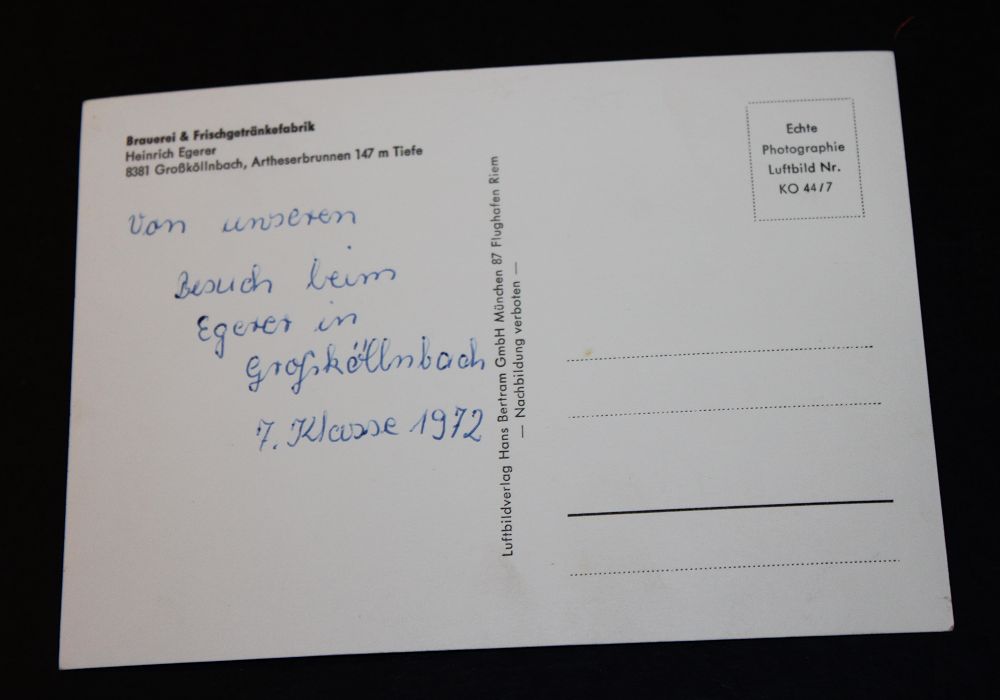 Brauerei & Frischgetränkefabrik
Heinrich Egerer
8381 Großköllnbach, Artheserbrunnen 147 m Tiefe
Von unseren
Besuch beim
Egerer in
Großköllnbach
7. Klasse 1972
Luftbildverlag Hans Bertram GmbH München 87 Flughafen Riem
— Nachbildung verboten —
Echte
Photographie
Luftbild Nr.
KO 44/7